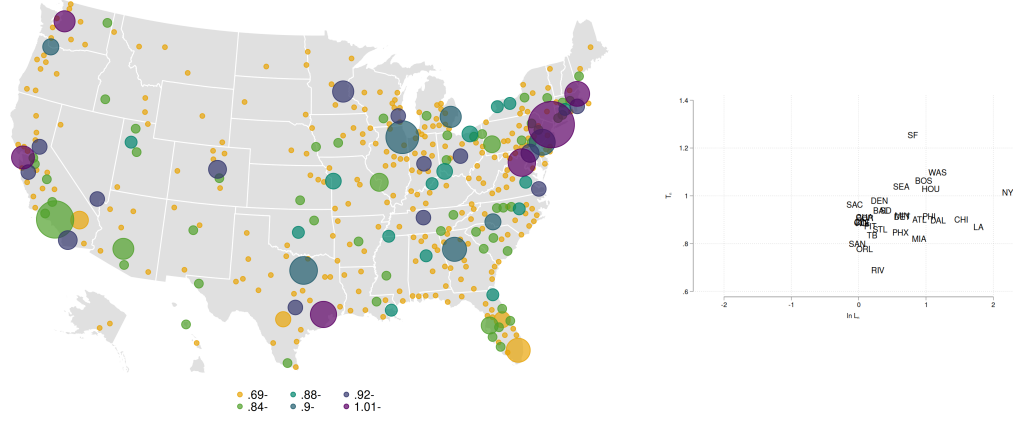 .69- .88- .92-
.84- .9- 1.01-
1.4
SF
1.2
WAS
BOS
SEA
HOU
1
NY
DEN
SAC
MIN
PHI
ATL
DAL
CHI
STL
LA
PHX
TB
.8
MIA
SAN
ORL
RIV
.6
-2 -1 0 1 2